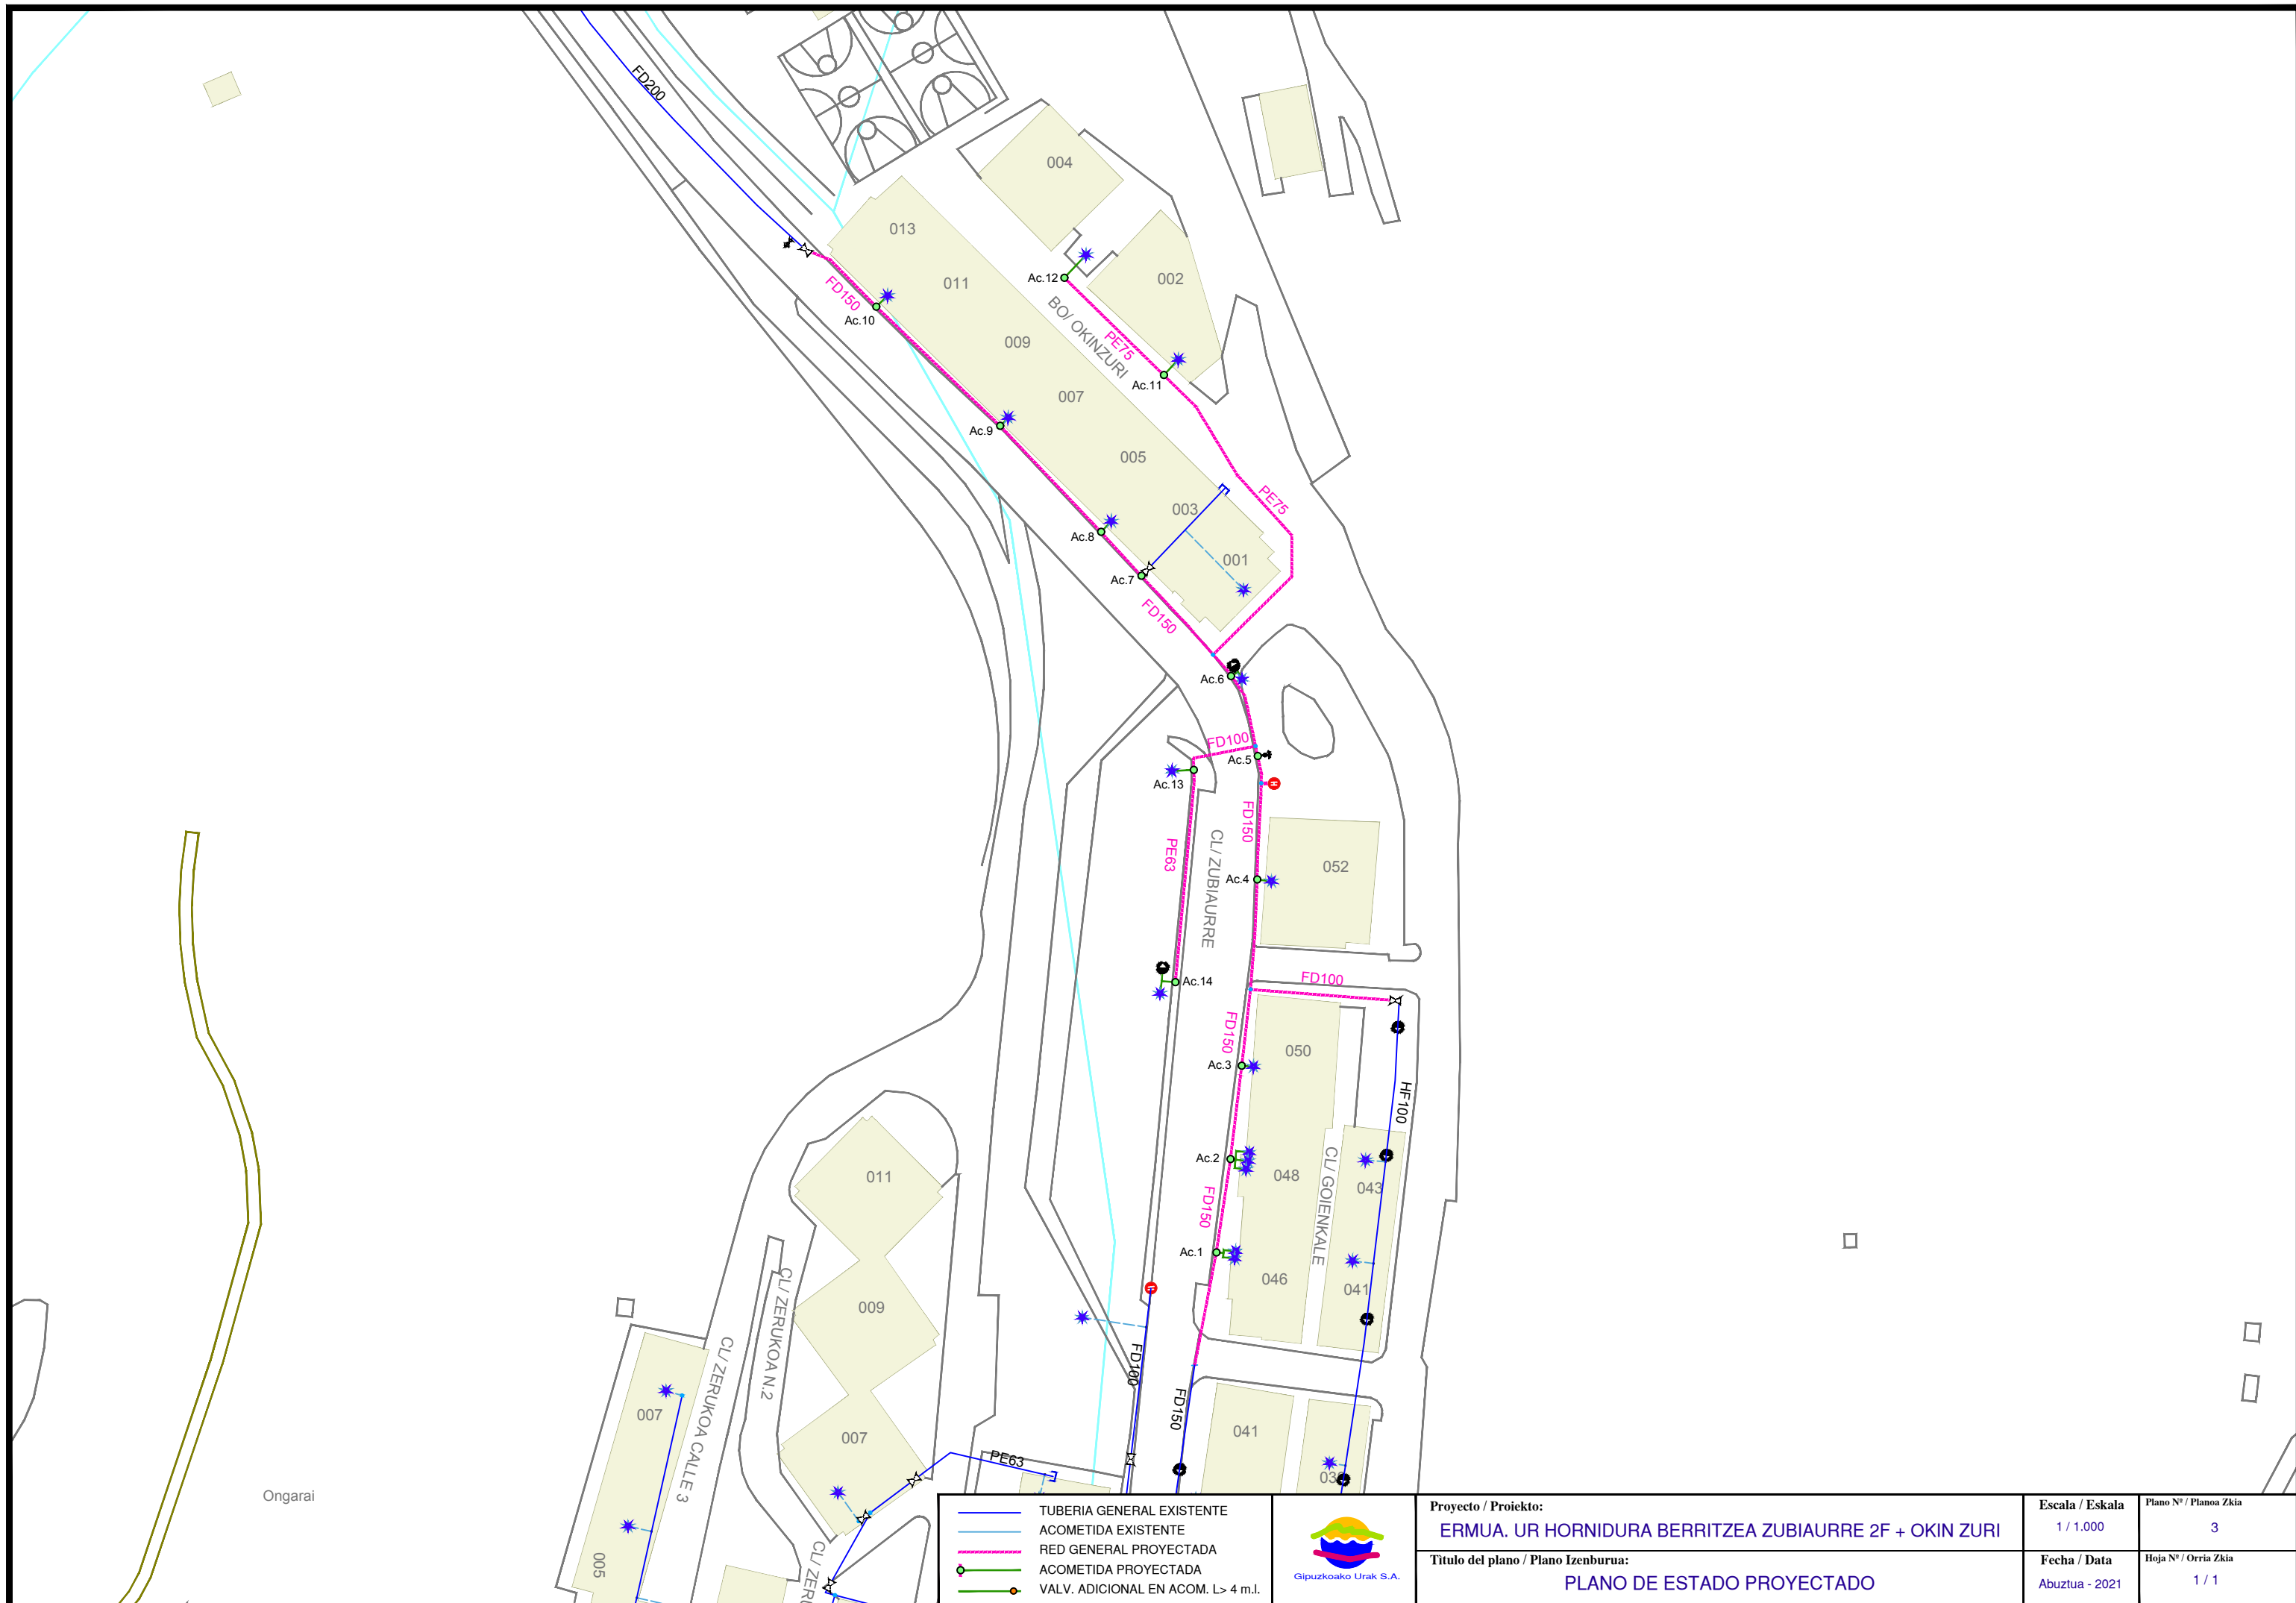 FD200
004
013
002
011
Ac.12
FD150
BO/ OKINZURI
Ac.10
009
PE75
Ac.11
007
Ac.9
005
PE75
003
Ac.8
001
Ac.7
FD150
Ac.6
FD100
Ac.5
Ac.13
FD150
PE63
CL/ ZUBIAURRE
052
Ac.4
Ac.14
FD100
FD150
050
Ac.3
HF100
Ac.2
048
CL/ GOIENKALE
043
011
FD150
Ac.1
046
041
009
CL/ ZERUKOA N.2
CL/ ZERUKOA CALLE 3
FD100
FD150
007
007
041
PE63
Ongarai
005
TUBERIA GENERAL EXISTENTE
ACOMETIDA EXISTENTE
RED GENERAL PROYECTADA
ACOMETIDA PROYECTADA
VALV. ADICIONAL EN ACOM. L> 4 m.l.
Gipuzkoako Urak S.A.
Proyecto / Proiekto:
ERMUA. UR HORNIDURA BERRITZEA ZUBIAURRE 2F + OKIN ZURI
Titulo del plano / Plano Izenburua:
PLANO DE ESTADO PROYECTADO
Escala / Eskala
1 / 1.000
Plano Nº / Planoa Zkia
3
Fecha / Data
Abuztua - 2021
Hoja Nº / Orria Zkia
1 / 1